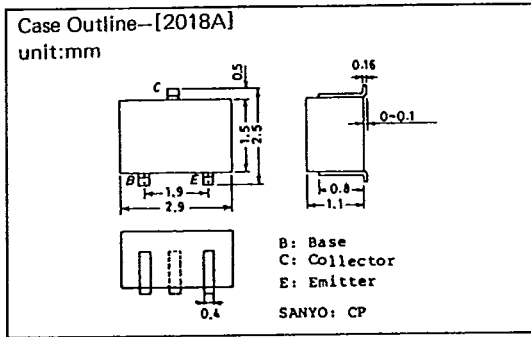 Case Outline–[2018A]
unit:mm
C
0.5
0.16
1.5
2.5
0–0.1
B
E
1.9
2.9
0.8
1.1
0.4
B: Base
C: Collector
E: Emitter
SANYO: CP